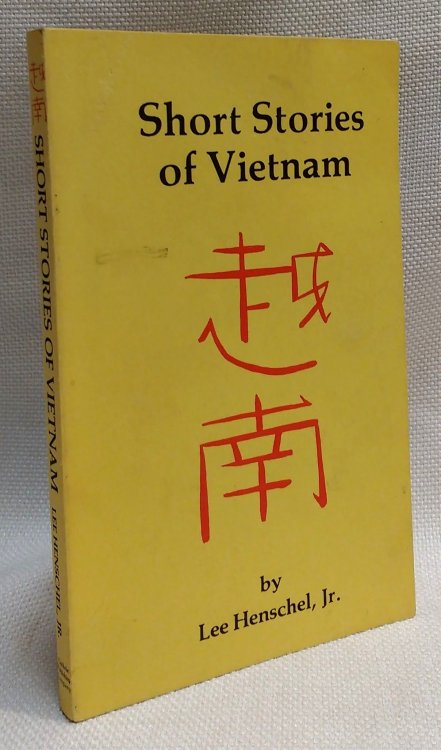 Short Stories
of Vietnam
越
南
by
Lee Henschel, Jr.
越南 SHORT STORIES OF VIETNAM LEE HENSCHEL, JR.